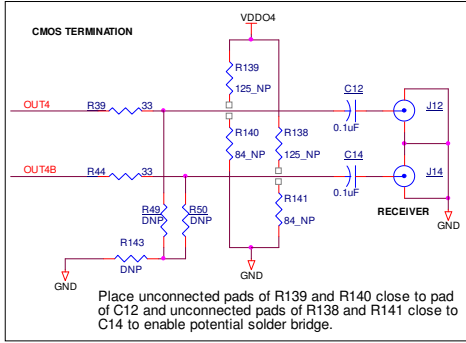 VDDO4
CMOS TERMINATION
R139
125_NP
C12
OUT4
R39
33
J12
0.1uF
R140
84_NP
R138
125_NP
C14
OUT4B
R44
33
J14
0.1uF
R49
DNP
R50
DNP
R141
84_NP
RECEIVER
R143
DNP
GND
GND
GND
Place unconnected pads of R139 and R140 close to pad
of C12 and unconnected pads of R138 and R141 close to
C14 to enable potential solder bridge.